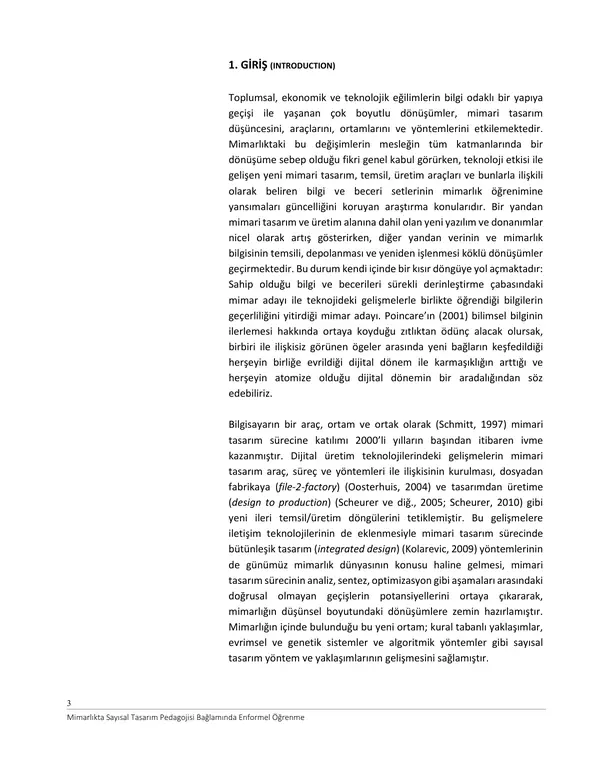 1. GİRİŞ (INTRODUCTION)
Toplumsal, ekonomik ve teknolojik eğilimlerin bilgi odaklı bir yapıya
geçişi ile yaşanan çok boyutlu dönüşümler, mimari tasarım
düşüncesini, araçlarını, ortamlarını ve yöntemlerini etkilemektedir.
Mimarlıktaki bu değişimlerin mesleğin tüm katmanlarında bir
dönüşüme sebep olduğu fikri genel kabul görürken, teknoloji etkisi ile
gelişen yeni mimari tasarım, temsil, üretim araçları ve bunlarla ilişkili
olarak beliren bilgi ve beceri setlerinin mimarlık öğrenimine
yansımaları güncelliğini koruyan araştırma konularıdır. Bir yandan
mimari tasarım ve üretim alanına dahil olan yeni yazılım ve donanımlar
nicel olarak artış gösterirken, diğer yandan verinin ve mimarlık
bilgisinin temsili, depolanması ve yeniden işlenmesi köklü dönüşümler
geçirmektedir. Bu durum kendi içinde bir kısır döngüye yol açmaktadır:
Sahip olduğu bilgi ve becerileri sürekli derinleştirme çabasındaki
mimar adayı ile teknojideki gelişmelerle birlikte öğrendiği bilgilerin
geçerliliğini yitirdiği mimar adayı. Poincare’ın (2001) bilimsel bilginin
ilerlemesi hakkında ortaya koyduğu zıtlıktan ödünç alacak olursak,
birbiri ile ilişkisiz görünen ögeler arasında yeni bağların keşfedildiği
herşeyin birliğe evrildiği dijital dönem ile karmaşıklığın arttığı ve
herşeyin atomize olduğu dijital dönemin bir aradalığından söz
edebiliriz.
Bilgisayarın bir araç, ortam ve ortak olarak (Schmitt, 1997) mimari
tasarım sürecine katılımı 2000’li yılların başından itibaren ivme
kazanmıştır. Dijital üretim teknolojilerindeki gelişmelerin mimari
tasarım araç, süreç ve yöntemleri ile ilişkisinin kurulması, dosyadan
fabrikaya (file-2-factory) (Oosterhuis, 2004) ve tasarımdan üretime
(design to production) (Scheurer ve diğ., 2005; Scheurer, 2010) gibi
yeni ileri temsil/üretim döngülerini tetiklemiştir. Bu gelişmelere
iletişim teknolojilerinin de eklenmesiyle mimari tasarım sürecinde
bütünleşik tasarım (integrated design) (Kolarevic, 2009) yöntemlerinin
de günümüz mimarlık dünyasının konusu haline gelmesi, mimari
tasarım sürecinin analiz, sentez, optimizasyon gibi aşamaları arasındaki
doğrusal olmayan geçişlerin potansiyellerini ortaya çıkararak,
mimarlığın düşünsel boyutundaki dönüşümlere zemin hazırlamıştır.
Mimarlığın içinde bulunduğu bu yeni ortam; kural tabanlı yaklaşımlar,
evrimsel ve genetik sistemler ve algoritmik yöntemler gibi sayısal
tasarım yöntem ve yaklaşımlarının gelişmesini sağlamıştır.
3
Mimarlıkta Sayısal Tasarım Pedagojisi Bağlamında Enformel Öğrenme